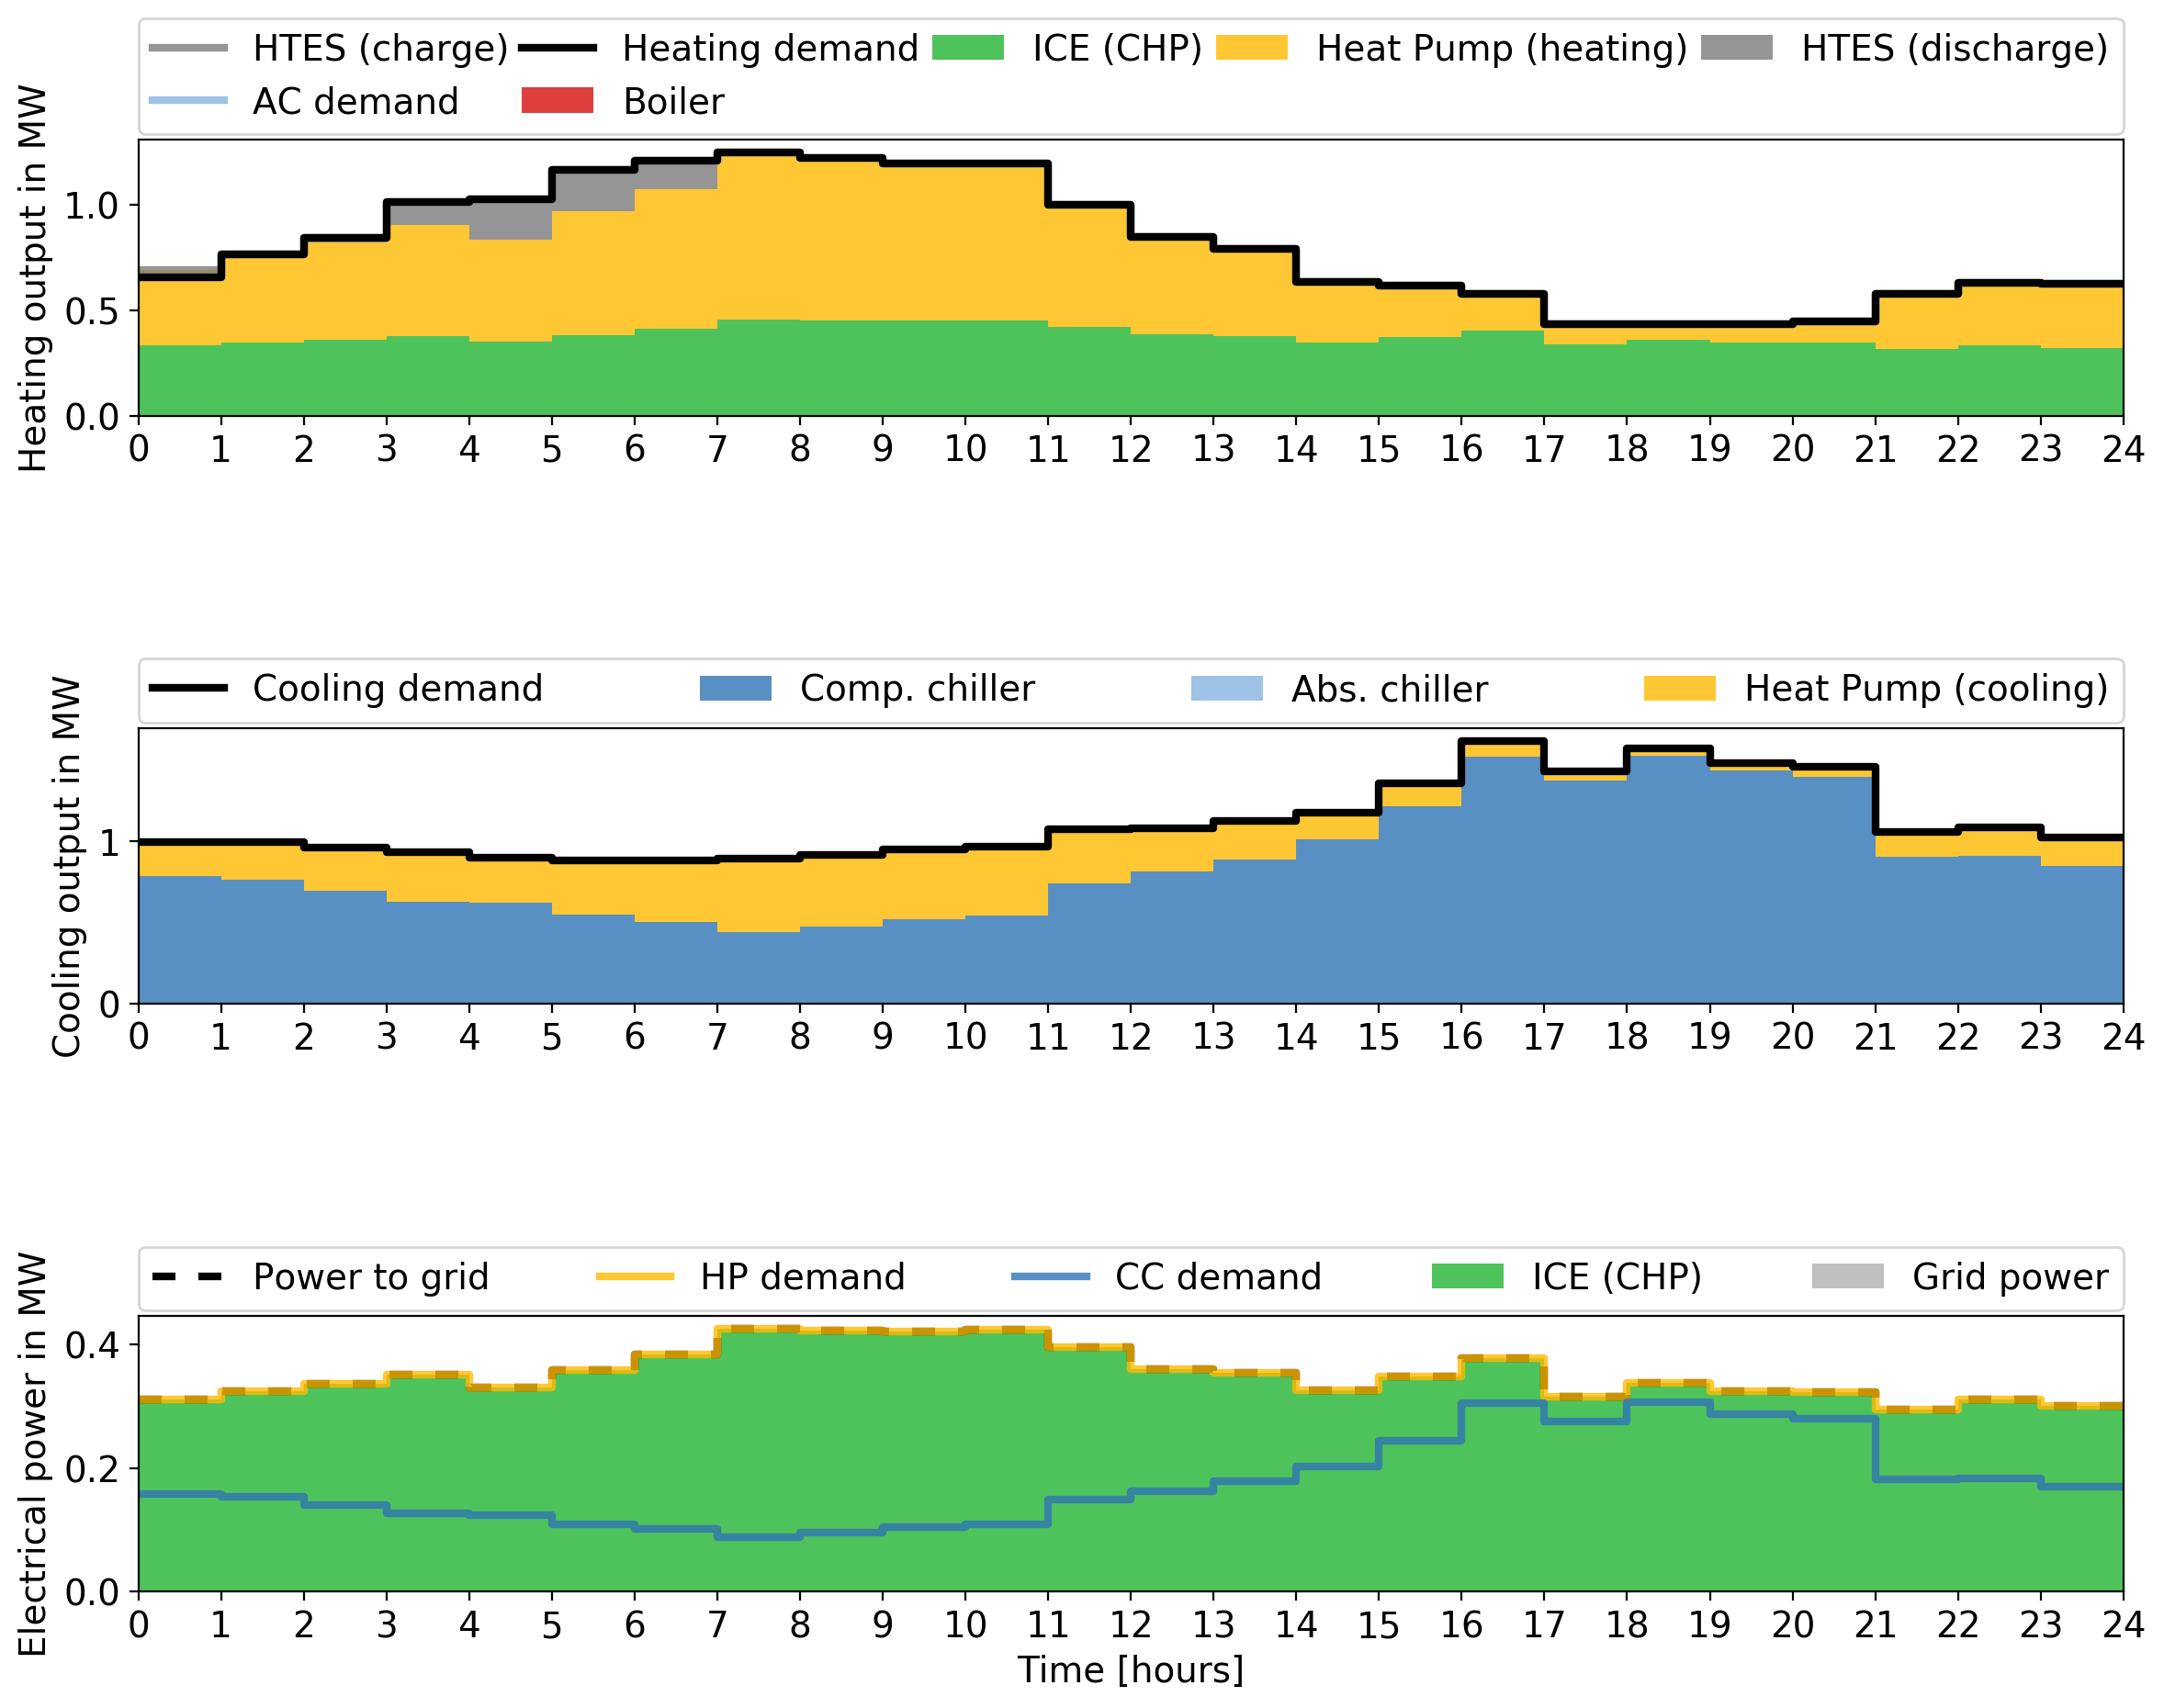 HTES (charge) Heating demand ICE (CHP) Heat Pump (heating) HTES (discharge)
AC demand Boiler
Heating output in MW
1.0
0.5
0.0
0 1 2 3 4 5 6 7 8 9 10 11 12 13 14 15 16 17 18 19 20 21 22 23 24
Cooling demand Comp. chiller Abs. chiller Heat Pump (cooling)
Cooling output in MW
1
0
0 1 2 3 4 5 6 7 8 9 10 11 12 13 14 15 16 17 18 19 20 21 22 23 24
Power to grid HP demand CC demand ICE (CHP) Grid power
Electrical power in MW
0.4
0.2
0.0
0 1 2 3 4 5 6 7 8 9 10 11 12 13 14 15 16 17 18 19 20 21 22 23 24
Time [hours]